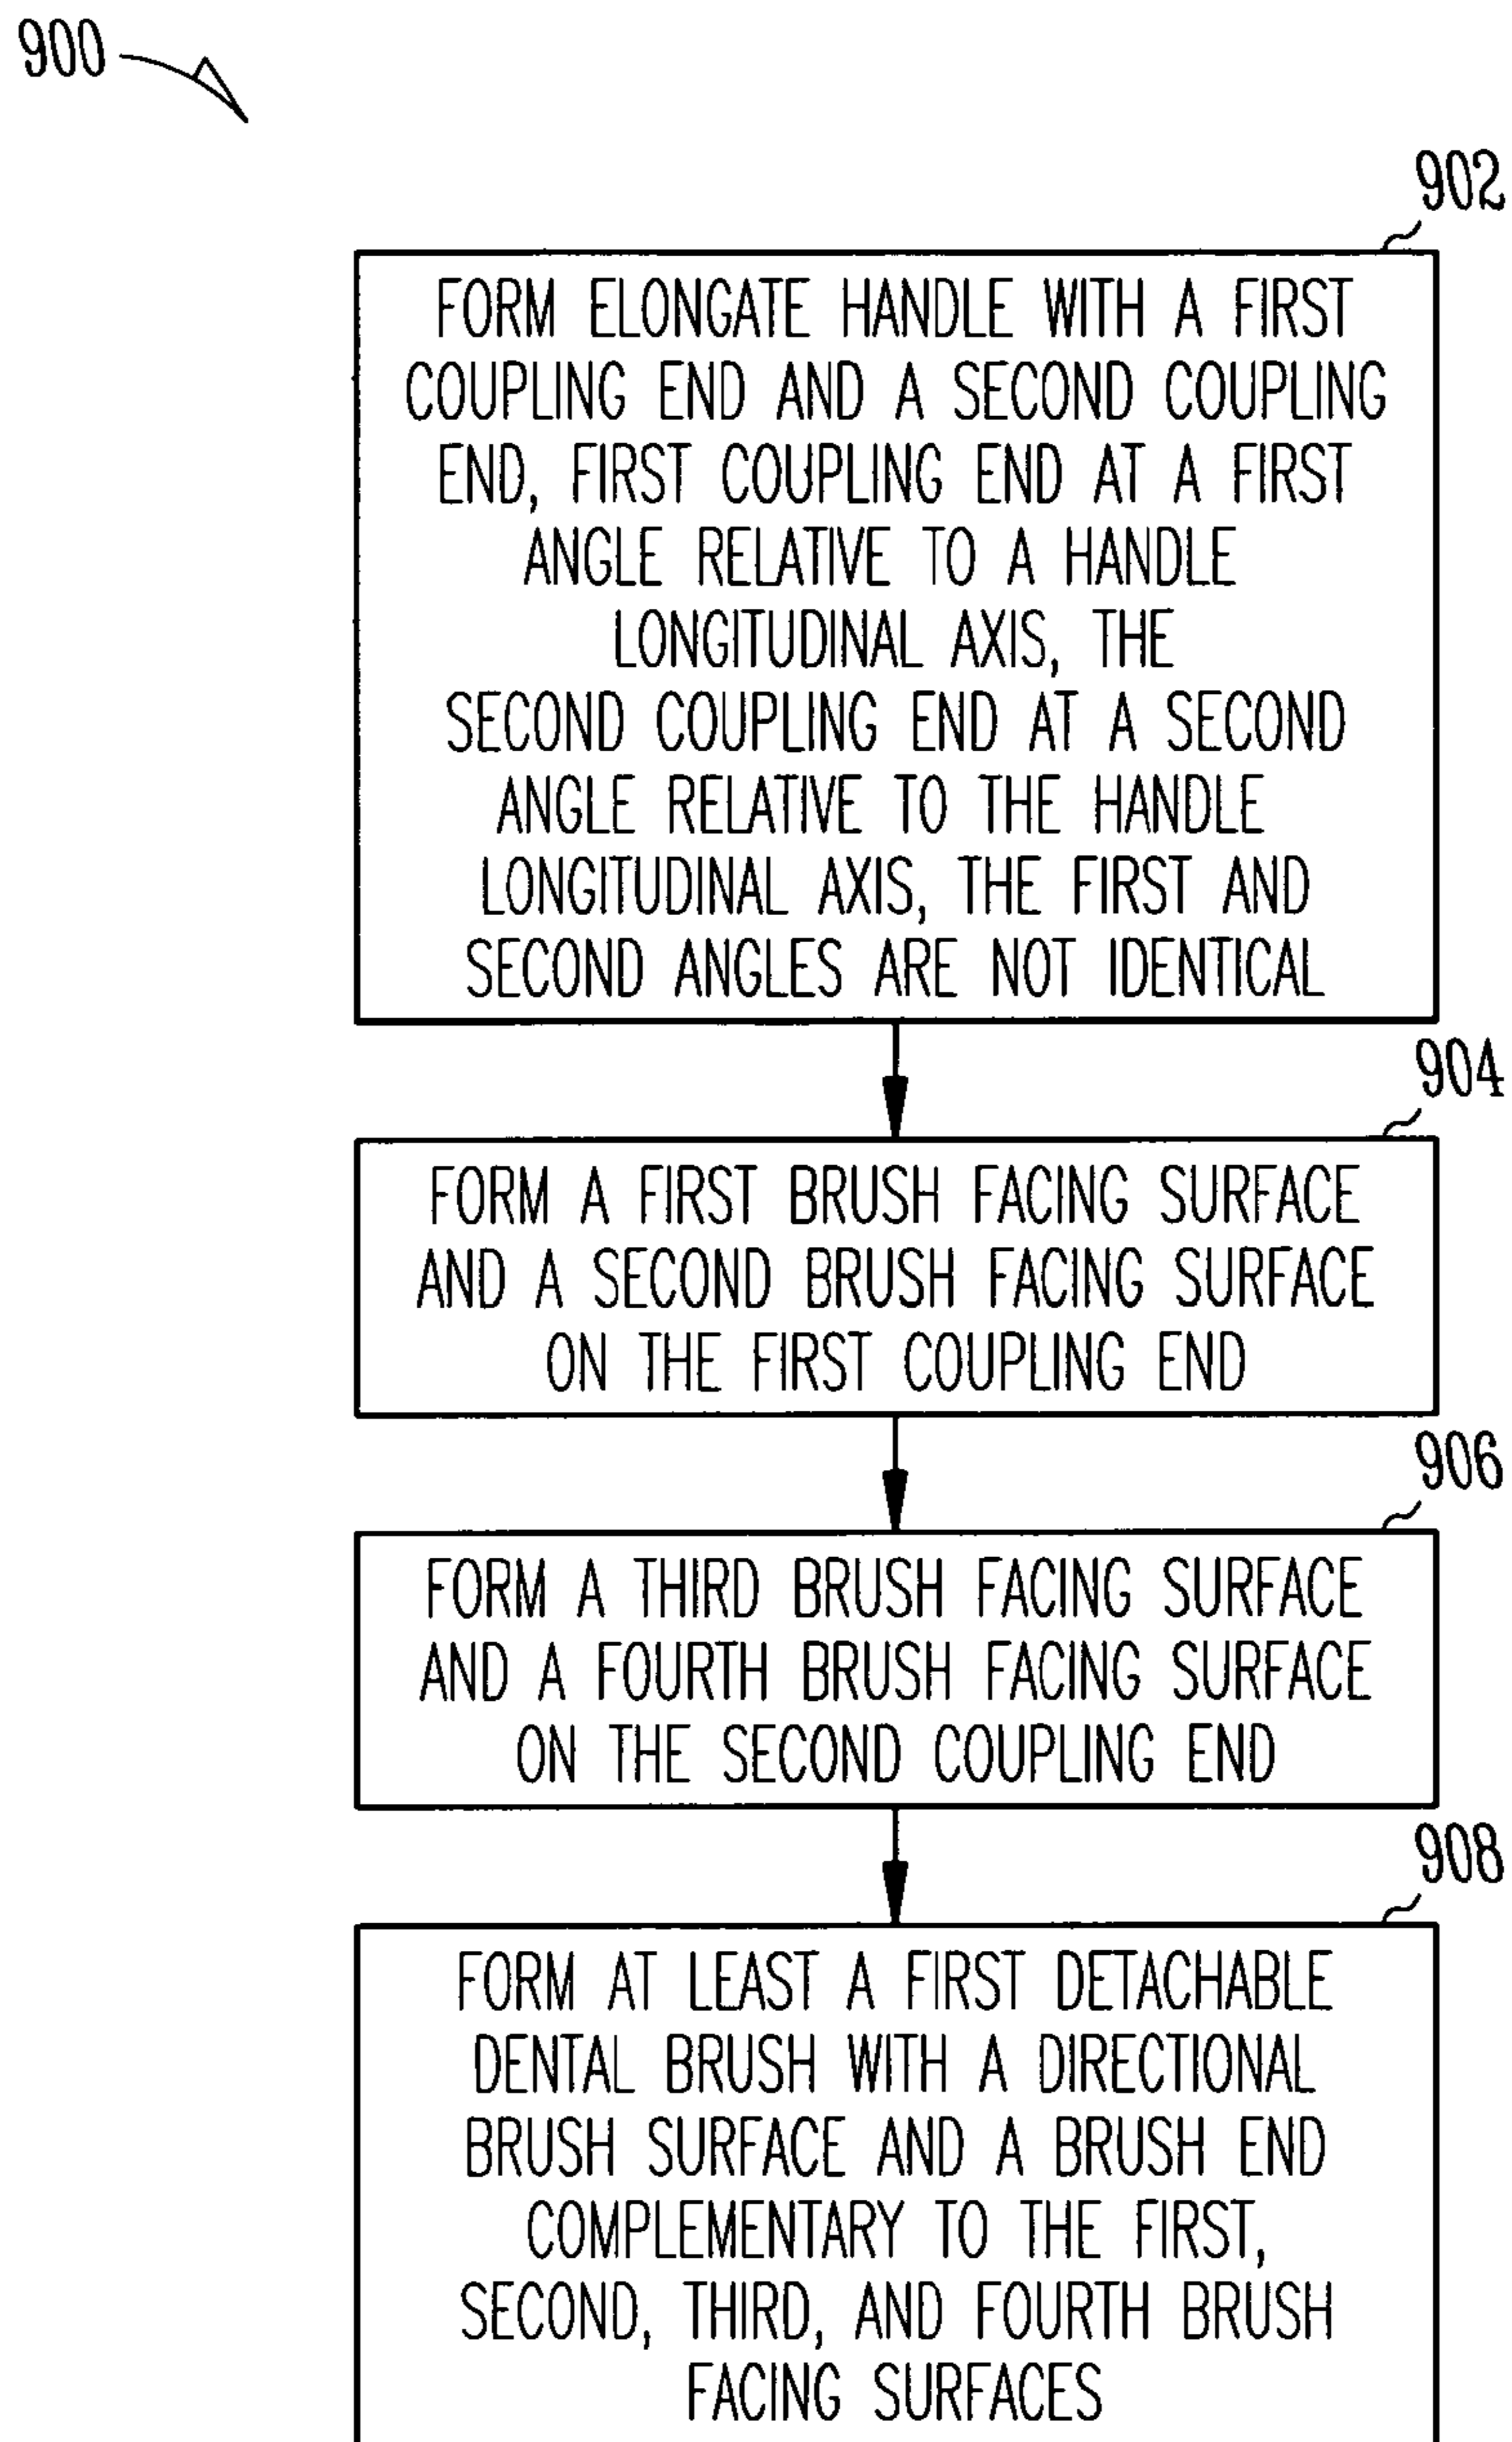 900
902
FORM ELONGATE HANDLE WITH A FIRST
COUPLING END AND A SECOND COUPLING
END, FIRST COUPLING END AT A FIRST
ANGLE RELATIVE TO A HANDLE
LONGITUDINAL AXIS, THE
SECOND COUPLING END AT A SECOND
ANGLE RELATIVE TO THE HANDLE
LONGITUDINAL AXIS, THE FIRST AND
SECOND ANGLES ARE NOT IDENTICAL
904
FORM A FIRST BRUSH FACING SURFACE
AND A SECOND BRUSH FACING SURFACE
ON THE FIRST COUPLING END
906
FORM A THIRD BRUSH FACING SURFACE
AND A FOURTH BRUSH FACING SURFACE
ON THE SECOND COUPLING END
908
FORM AT LEAST A FIRST DETACHABLE
DENTAL BRUSH WITH A DIRECTIONAL
BRUSH SURFACE AND A BRUSH END
COMPLEMENTARY TO THE FIRST,
SECOND, THIRD, AND FOURTH BRUSH
FACING SURFACES